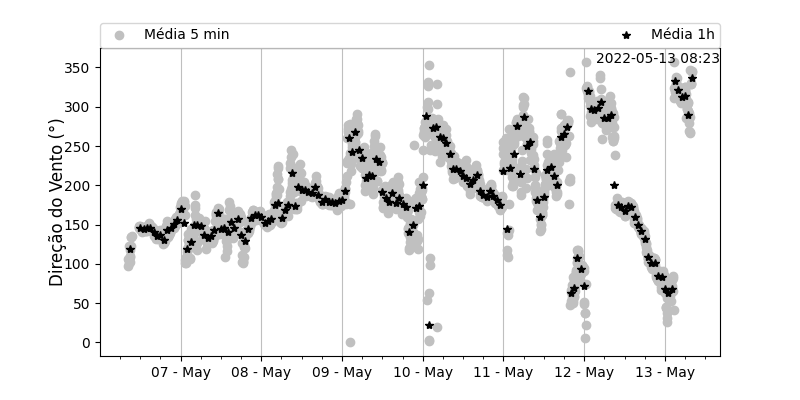 Média 5 min
Média 1h
2022-05-13 08:23
Direção do Vento (°)
350
300
250
200
150
100
50
0
07 - May
08 - May
09 - May
10 - May
11 - May
12 - May
13 - May